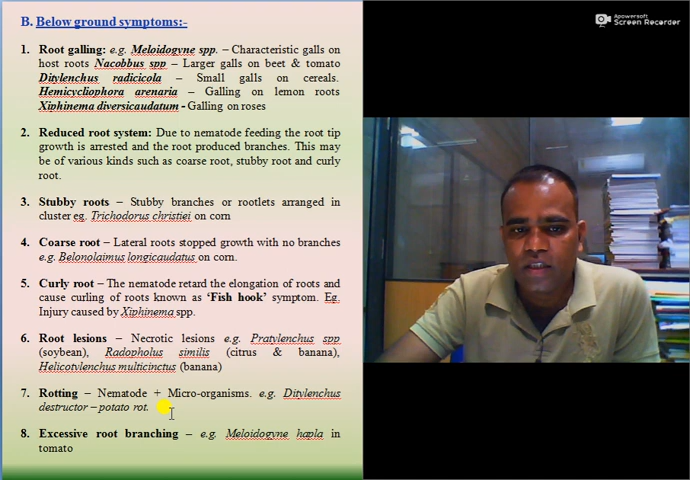 B. Below ground symptoms:-
Apowersoft
Screen Recorder
1. Root galling: e.g. Meloidogyne spp. – Characteristic galls on
host roots Nacobbus spp – Larger galls on beet & tomato
Ditylenchus radicicola – Small galls on cereals.
Hemicycliophora arenaria – Galling on lemon roots
Xiphinema diversicaudatum - Galling on roses
2. Reduced root system: Due to nematode feeding the root tip
growth is arrested and the root produced branches. This may
be of various kinds such as coarse root, stubby root and curly
root.
3. Stubby roots – Stubby branches or rootlets arranged in
cluster eg. Trichodorus christiei on corn
4. Coarse root – Lateral roots stopped growth with no branches
e.g. Belonolaimus longicaudatus on corn.
5. Curly root – The nematode retard the elongation of roots and
cause curling of roots known as ‘Fish hook’ symptom. Eg.
Injury caused by Xiphinema spp.
6. Root lesions – Necrotic lesions e.g. Pratylenchus spp
(soybean), Radopholus similis (citrus & banana),
Helicotylenchus multicinctus (banana)
7. Rotting – Nematode + Micro-organisms. e.g. Ditylenchus
destructor – potato rot.
8. Excessive root branching – e.g. Meloidogyne hapla in
tomato